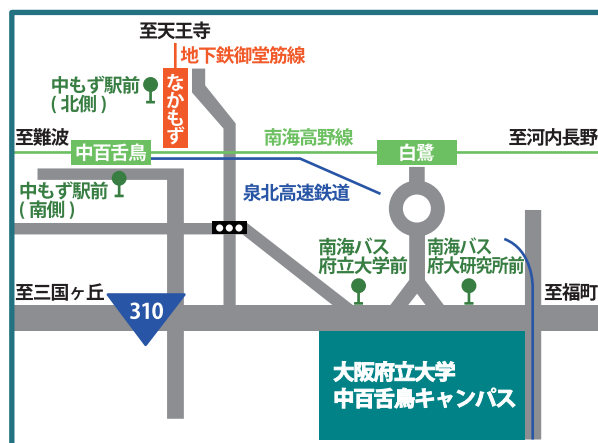 至天王寺
地下鉄御堂筋線
なかもず
中もず駅前
(北側)
至難波
中百舌鳥
南海高野線
白鷺
至河内長野
中もず駅前
(南側)
泉北高速鉄道
南海バス
府立大学前
南海バス
府大研究所前
至三国ヶ丘
310
至福町
大阪府立大学
中百舌鳥キャンパス